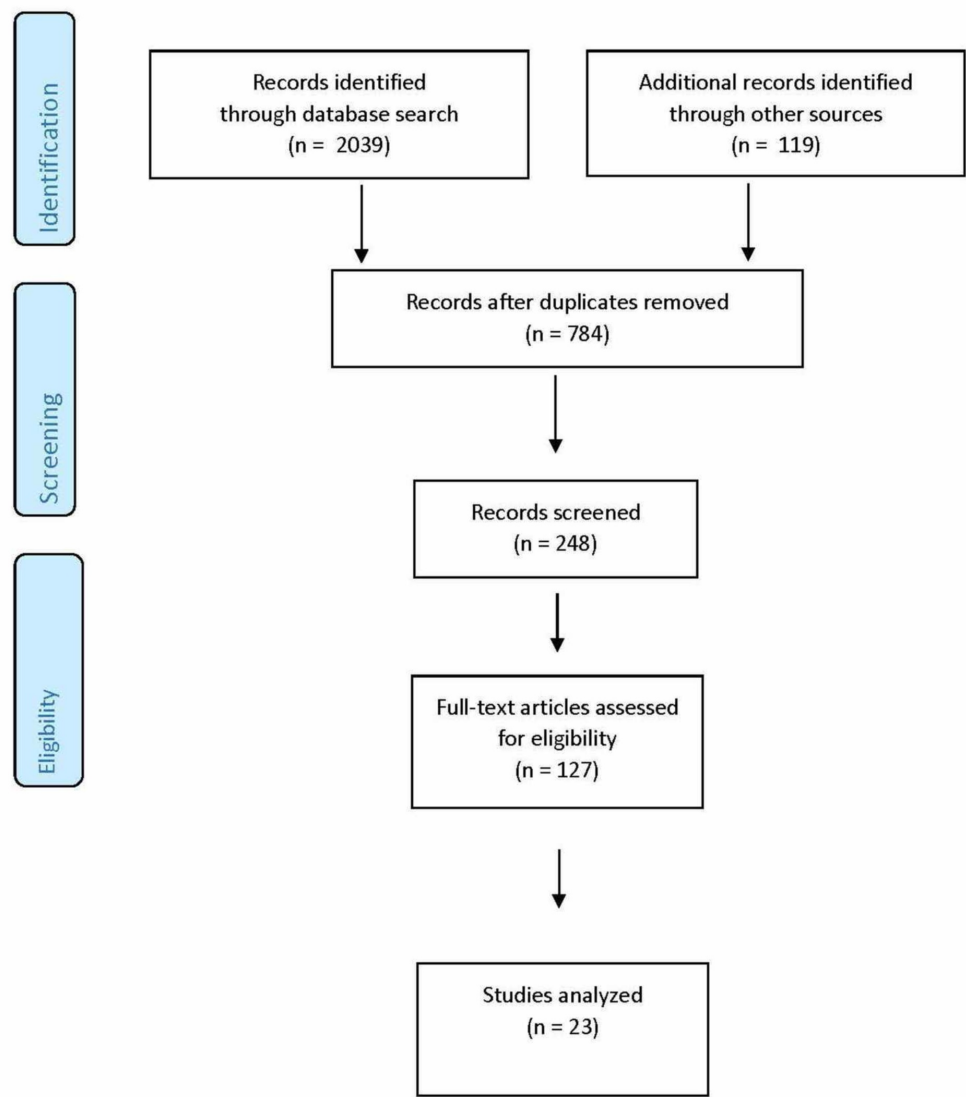 Identification
Records identified
through database search
(n = 2039)
Additional records identified
through other sources
(n = 119)
Screening
Records after duplicates removed
(n = 784)
Records screened
(n = 248)
Eligibility
Full-text articles assessed
for eligibility
(n = 127)
Studies analyzed
(n = 23)